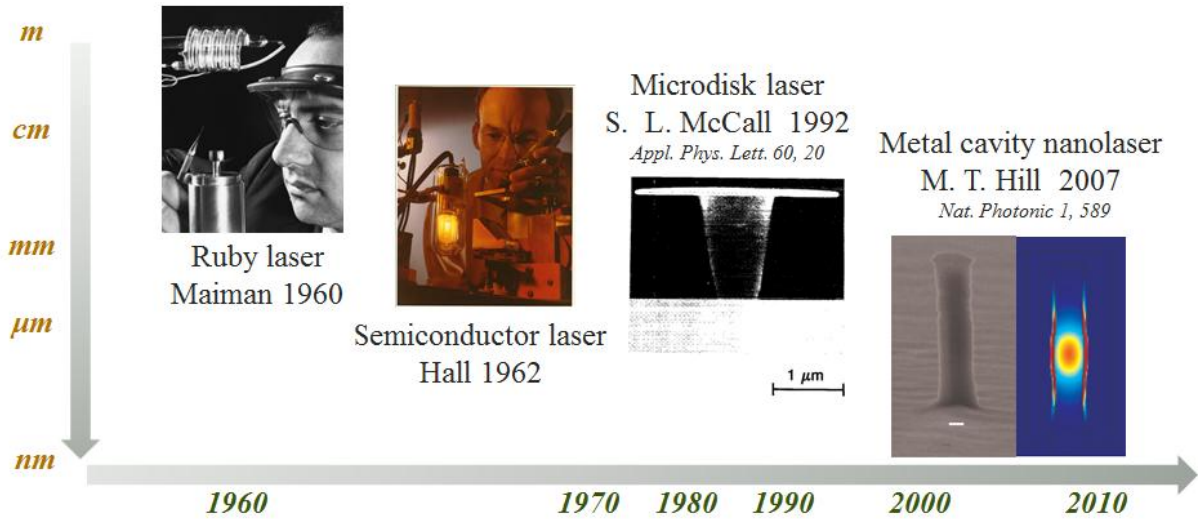 m
cm
mm
μm
nm
Ruby laser
Maiman 1960
Semiconductor laser
Hall 1962
Microdisk laser
S. L. McCall 1992
Appl. Phys. Lett. 60, 20
1 μm
Metal cavity nanolaser
M. T. Hill 2007
Nat. Photonic 1, 589
1960
1970
1980
1990
2000
2010